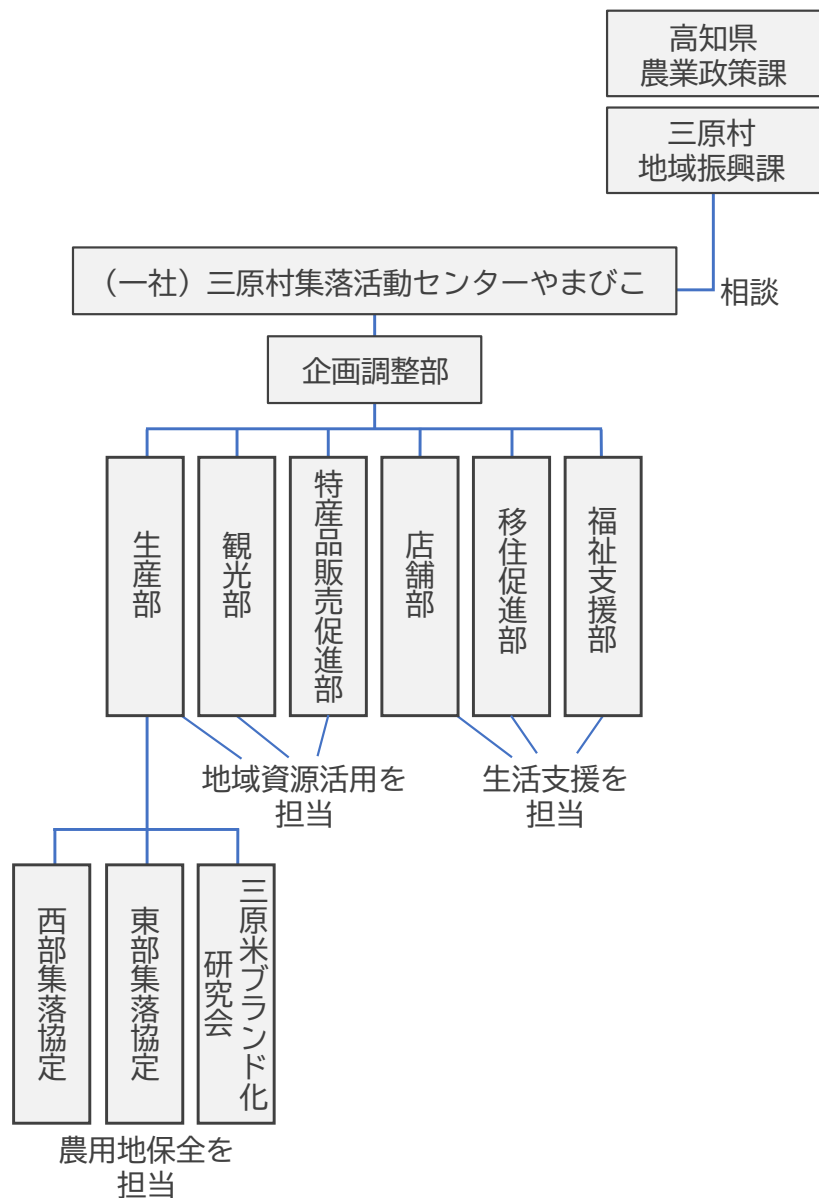 高知県
農業政策課
三原村
地域振興課
（一社）三原村集落活動センターやまびこ
相談
企画調整部
生産部
観光部
特産品販売促進部
店舗部
移住促進部
福祉支援部
地域資源活用を
担当
生活支援を
担当
西部集落協定
東部集落協定
三原米ブランド化
研究会
農用地保全を
担当